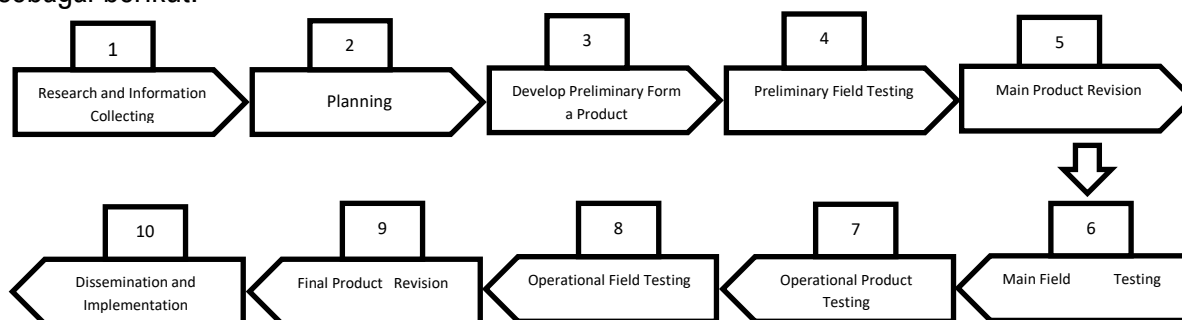 sebagai berikut:
1
Research and Information
Collecting
2
Planning
3
Develop Preliminary Form
a Product
4
Preliminary Field Testing
5
Main Product Revision
6
Main Field Testing
7
Operational Product
Testing
8
Operational Field Testing
9
Final Product Revision
10
Dissemination and
Implementation